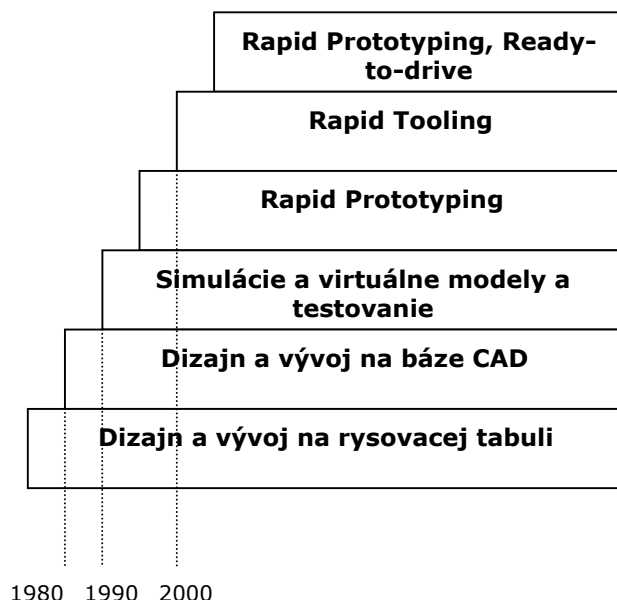 Rapid Prototyping, Ready-
to-drive
Rapid Tooling
Rapid Prototyping
Simulácie a virtuálne modely a
testovanie
Dizajn a vývoj na báze CAD
Dizajn a vývoj na rysovacej tabuli
1980 1990 2000